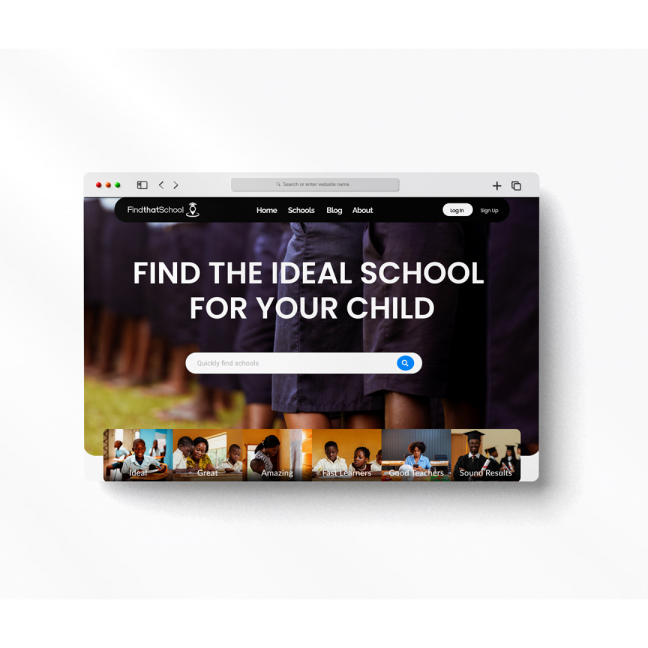 Search or enter website name
FindthatSchool
Home Schools Blog About
Log In Sign Up
FIND THE IDEAL SCHOOL
FOR YOUR CHILD
Quickly find schools
Ideal Great Amazing Fast Learners Good Teachers Sound Results